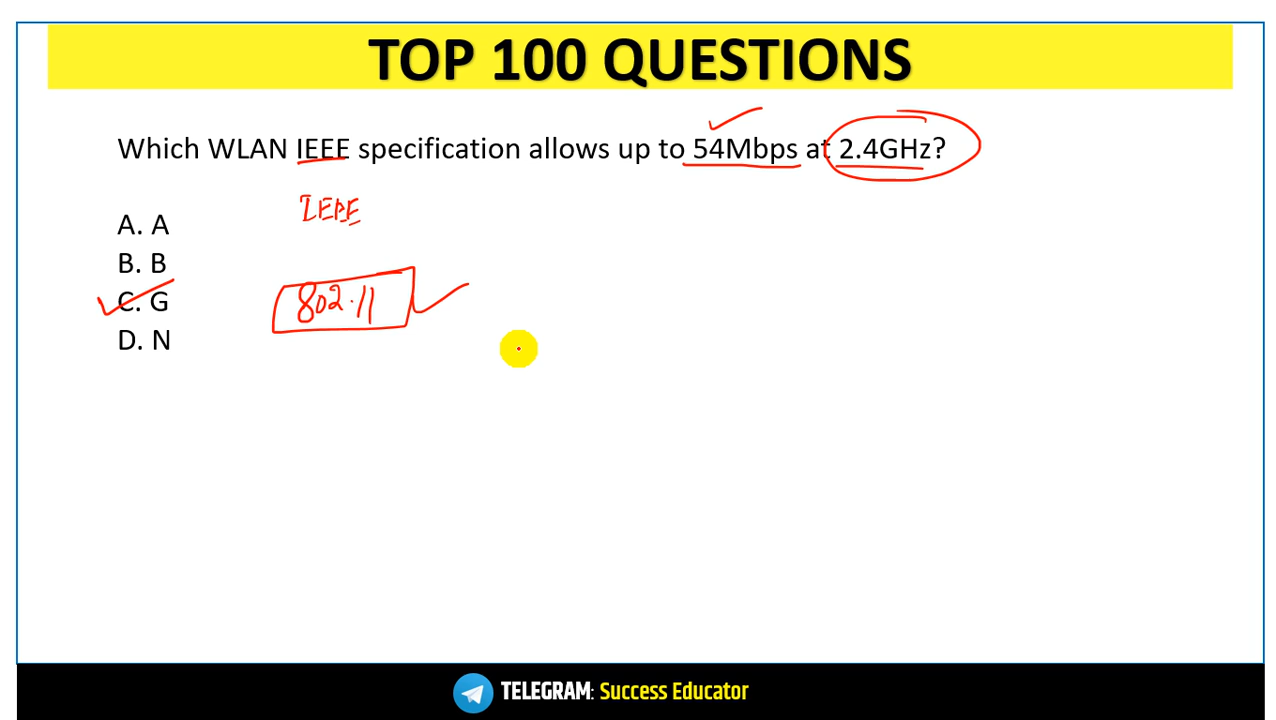 TOP 100 QUESTIONS
Which WLAN IEEE specification allows up to 54Mbps at 2.4GHz?
IEEE
A. A
B. B
C. G
802.11
D. N
TELEGRAM: Success Educator